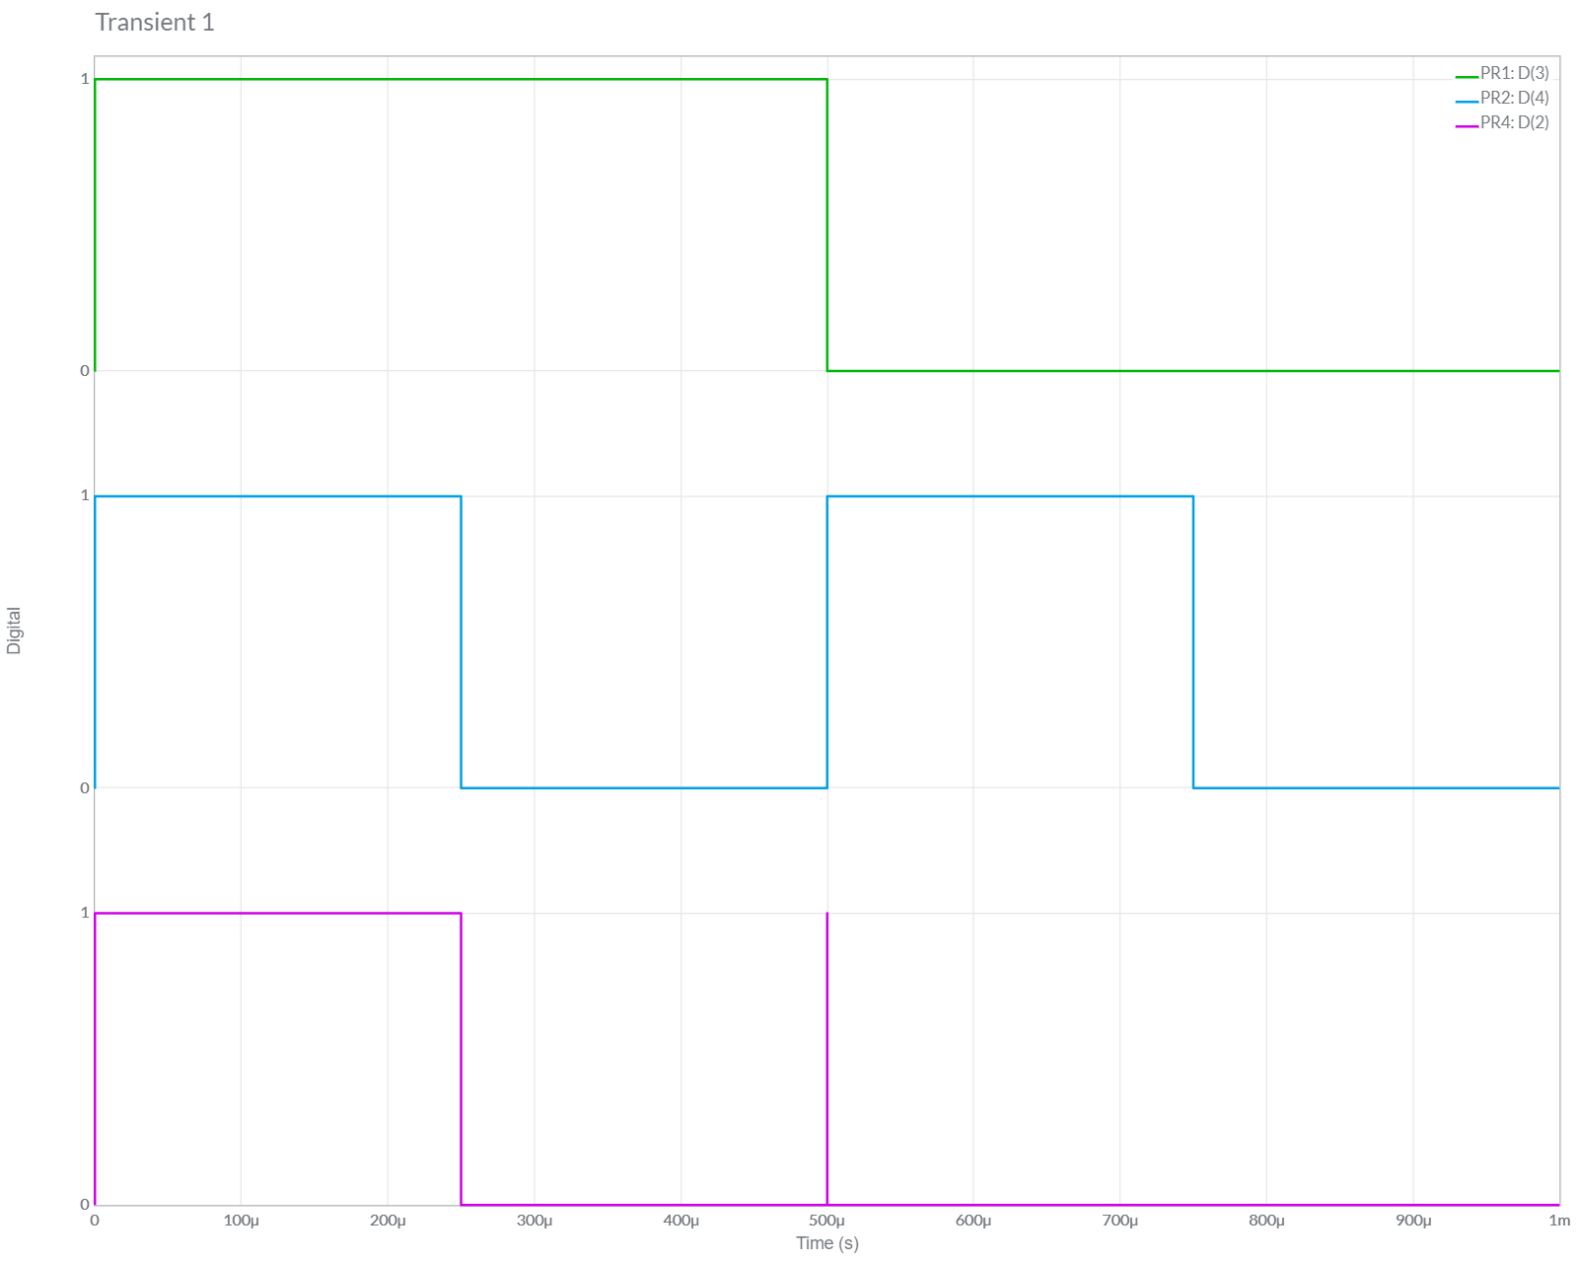 Transient 1
PR1: D(3)
PR2: D(4)
PR4: D(2)
1
0
1
0
1
0
Digital
0 100µ 200µ 300µ 400µ 500µ 600µ 700µ 800µ 900µ 1m
Time (s)